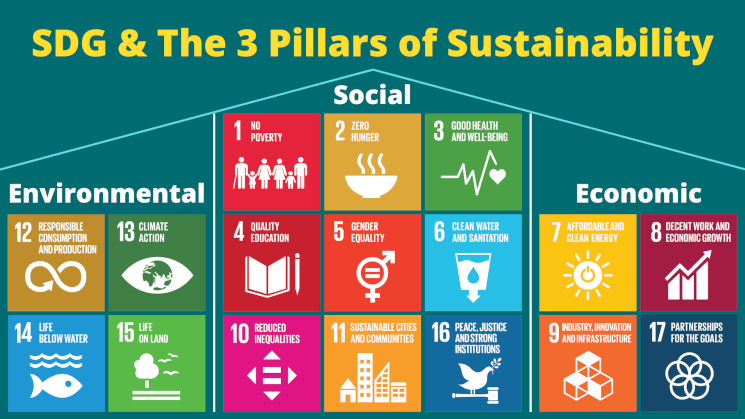 SDG & The 3 Pillars of Sustainability
Social
1 NO
POVERTY
2 ZERO
HUNGER
3 GOOD HEALTH
AND WELL-BEING
Environmental
Economic
12 RESPONSIBLE
CONSUMPTION
AND PRODUCTION
13 CLIMATE
ACTION
4 QUALITY
EDUCATION
5 GENDER
EQUALITY
6 CLEAN WATER
AND SANITATION
7 AFFORDABLE AND
CLEAN ENERGY
8 DECENT WORK AND
ECONOMIC GROWTH
14 LIFE
BELOW WATER
15 LIFE
ON LAND
10 REDUCED
INEQUALITIES
11 SUSTAINABLE CITIES
AND COMMUNITIES
16 PEACE, JUSTICE
AND STRONG
INSTITUTIONS
9 INDUSTRY, INNOVATION
AND INFRASTRUCTURE
17 PARTNERSHIPS
FOR THE GOALS